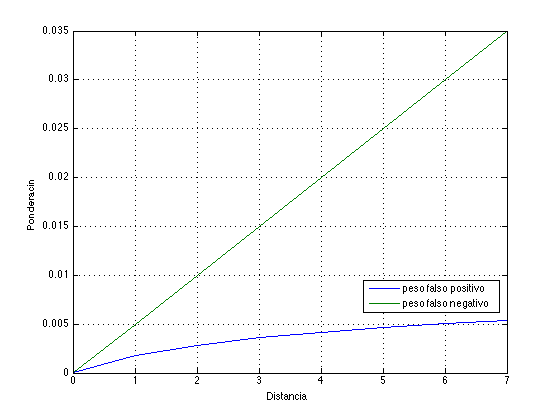 0.035
0.03
0.025
0.02
0.015
0.01
0.005
0
Ponderacin
peso falso positivo
peso falso negativo
0 1 2 3 4 5 6 7
Distancia